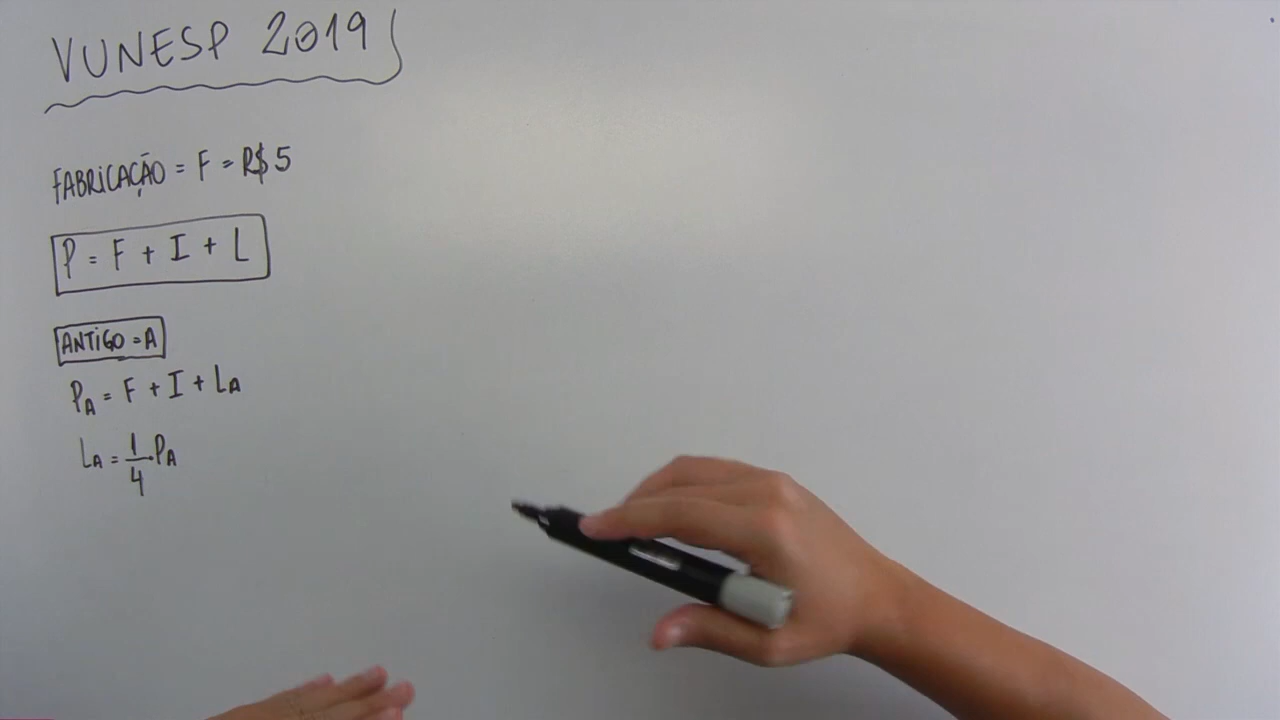 VUNESP 2019
FABRICAÇÃO = F = R$ 5
P = F + I + L
ANTIGO = A
PA = F + I + LA
LA = 1/4 · PA